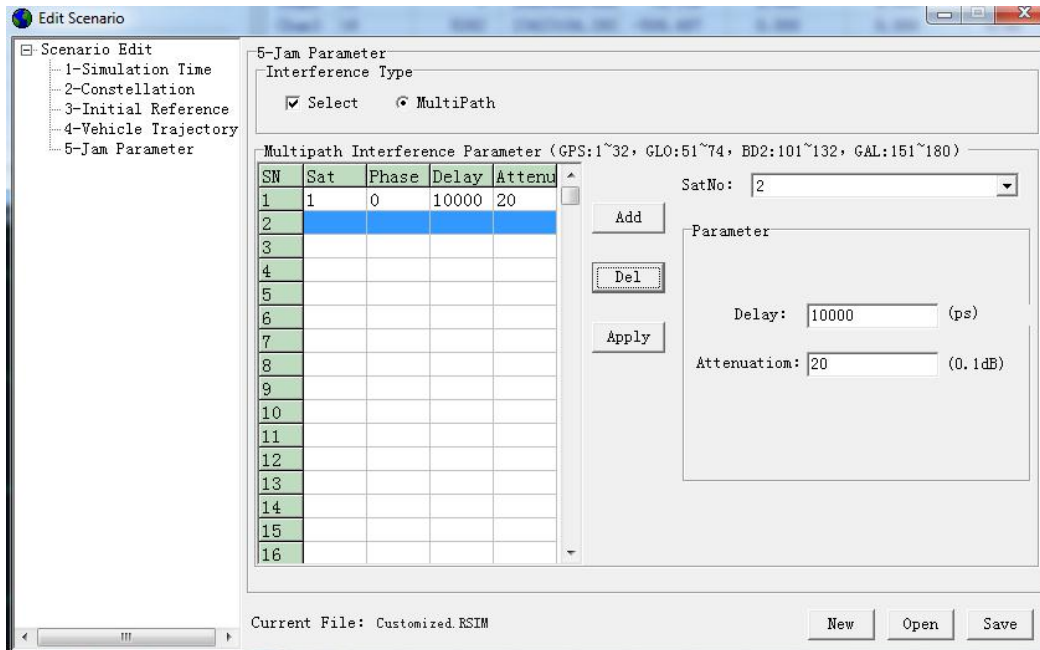 Edit Scenario
Scenario Edit
1-Simulation Time
2-Constellation
3-Initial Reference
4-Vehicle Trajectory
5-Jam Parameter
5-Jam Parameter
Interference Type
Select MultiPath
Multipath Interference Parameter (GPS:1~32, GLO:51~74, BD2:101~132, GAL:151~180)
SN Sat Phase Delay Attenu
1 1 0 10000 20
2
3
4
5
6
7
8
9
10
11
12
13
14
15
16
Add
Del
Apply
SatNo: 2
Parameter
Delay: 10000 (ps)
Attenuatiom: 20 (0.1dB)
Current File: Customized.RSIM
New Open Save